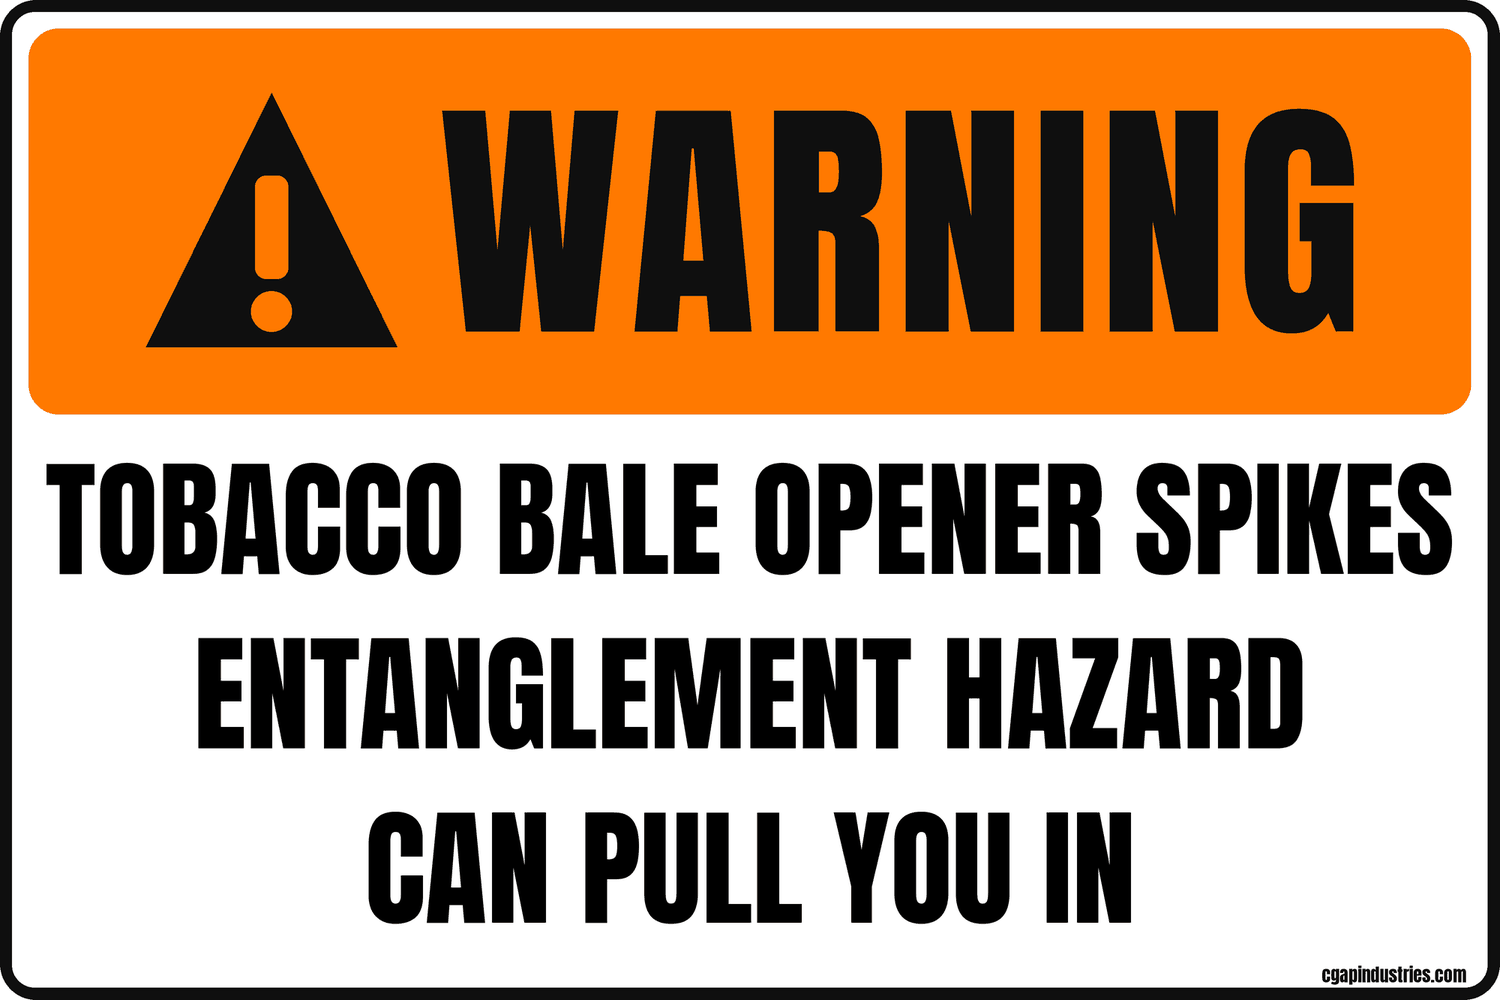 WARNING
TOBACCO BALE OPENER SPIKES
ENTANGLEMENT HAZARD
CAN PULL YOU IN
cgapindustries.com